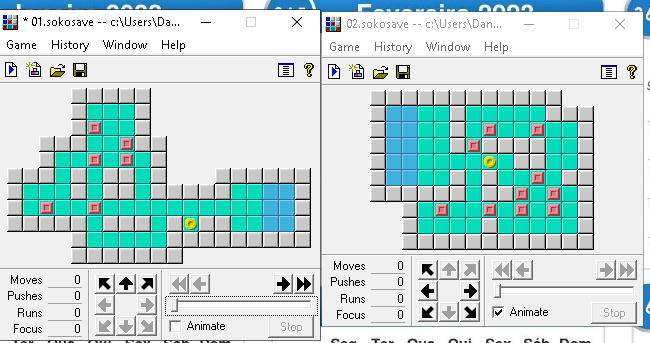 Fevereiro 2023
* 01.sokosave -- c:\Users\Da...
02.sokosave -- c:\Users\Dan...
Game History Window Help
Game History Window Help
Moves 0
Pushes 0
Runs 0
Focus 0
Animate
Stop
Moves 0
Pushes 0
Runs 0
Focus 0
Animate
Stop
Seg Ter Qua Qui Sex Sáb Dom